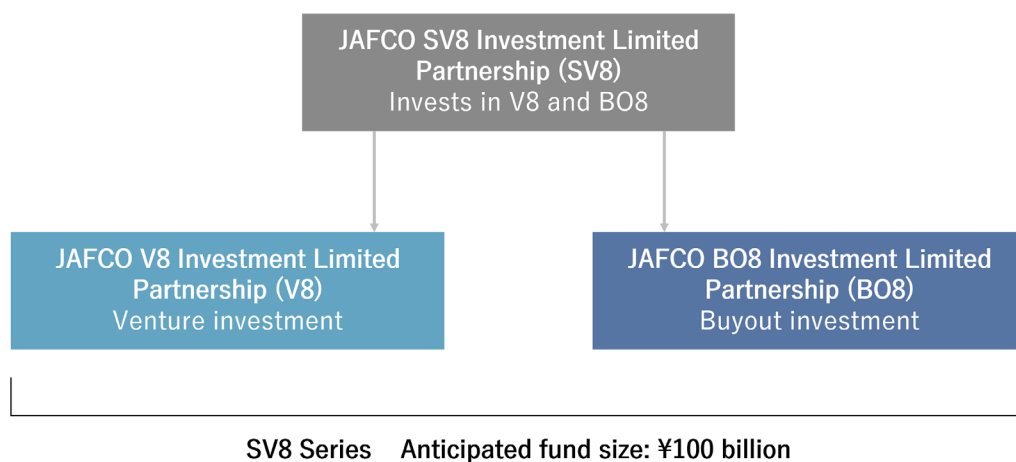 JAFCO SV8 Investment Limited
Partnership (SV8)
Invests in V8 and BO8
JAFCO V8 Investment Limited
Partnership (V8)
Venture investment
JAFCO BO8 Investment Limited
Partnership (BO8)
Buyout investment
SV8 Series Anticipated fund size: ¥100 billion